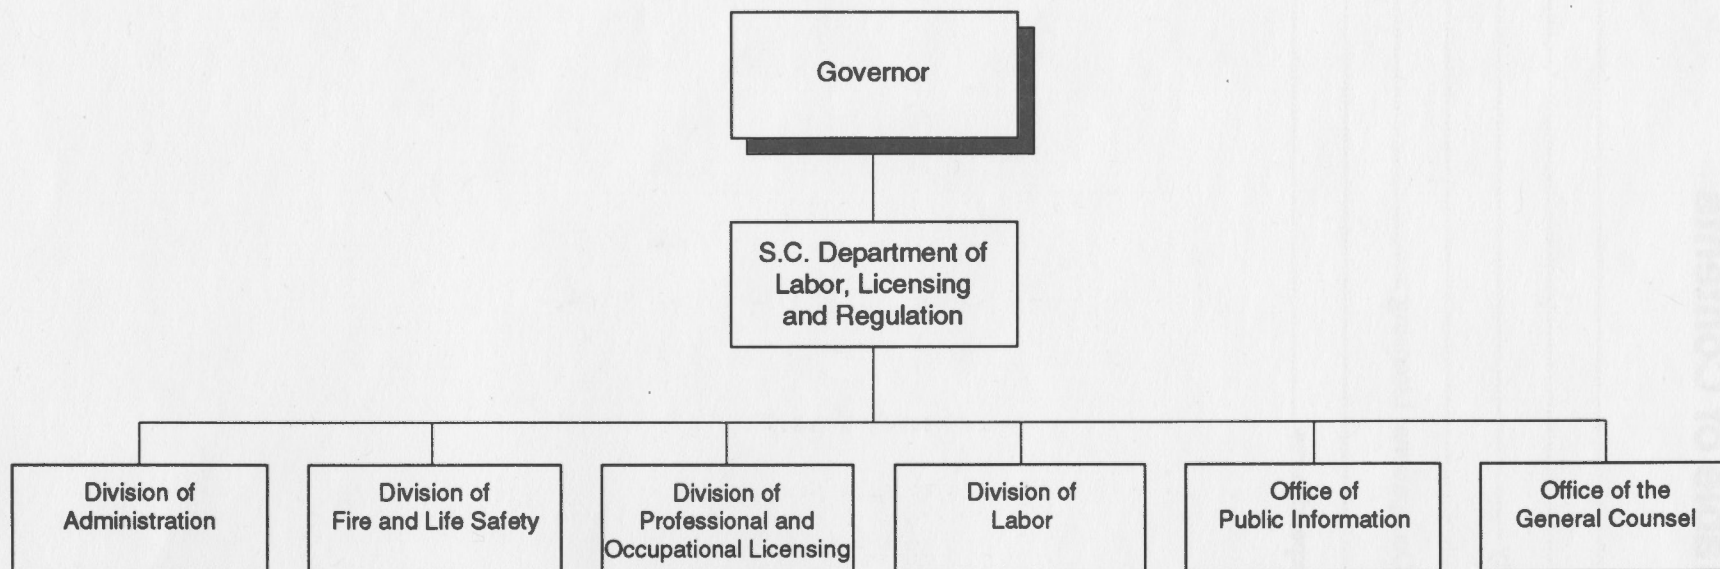 Governor
S.C. Department of
Labor, Licensing
and Regulation
Division of
Administration
Division of
Fire and Life Safety
Division of
Professional and
Occupational Licensing
Division of
Labor
Office of
Public Information
Office of the
General Counsel